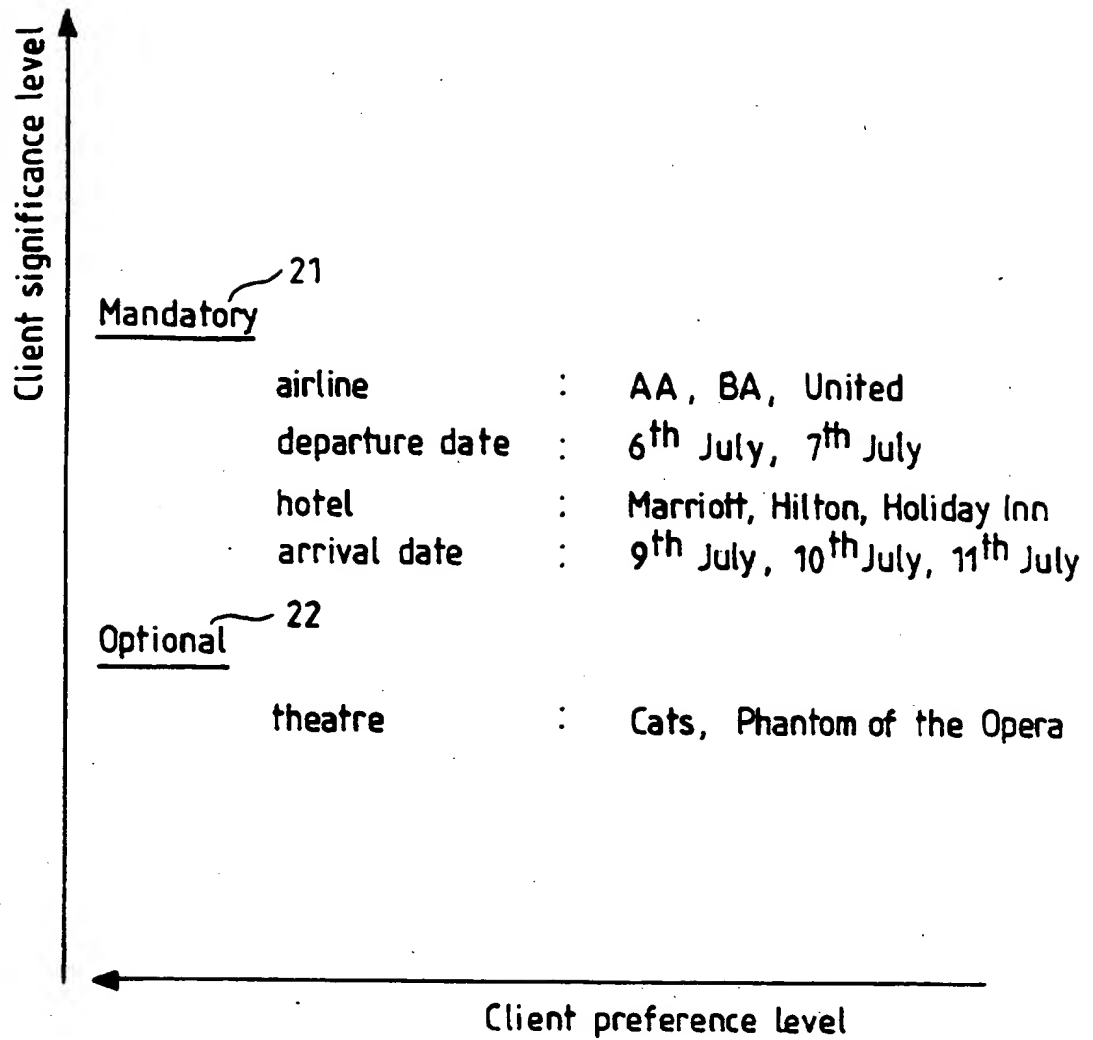 Client significance level
21
Mandatory
airline : AA, BA, United
departure date : 6th July, 7th July
hotel : Marriott, Hilton, Holiday Inn
arrival date : 9th July, 10th July, 11th July
22
Optional
theatre : Cats, Phantom of the Opera
Client preference level